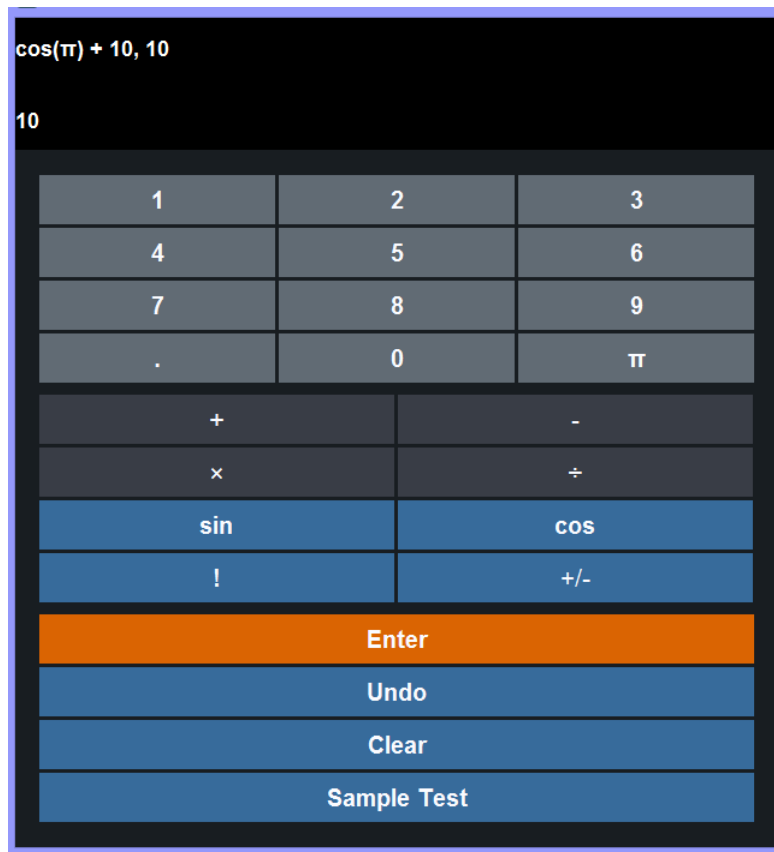 cos(π) + 10, 10
10
1 2 3
4 5 6
7 8 9
. 0 π
+ -
× ÷
sin cos
! +/-
Enter
Undo
Clear
Sample Test